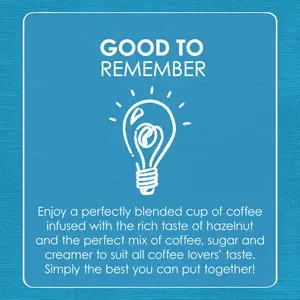 GOOD TO
REMEMBER
Enjoy a perfectly blended cup of coffee
infused with the rich taste of hazelnut
and the perfect mix of coffee, sugar and
creamer to suit all coffee lovers' taste.
Simply the best you can put together!